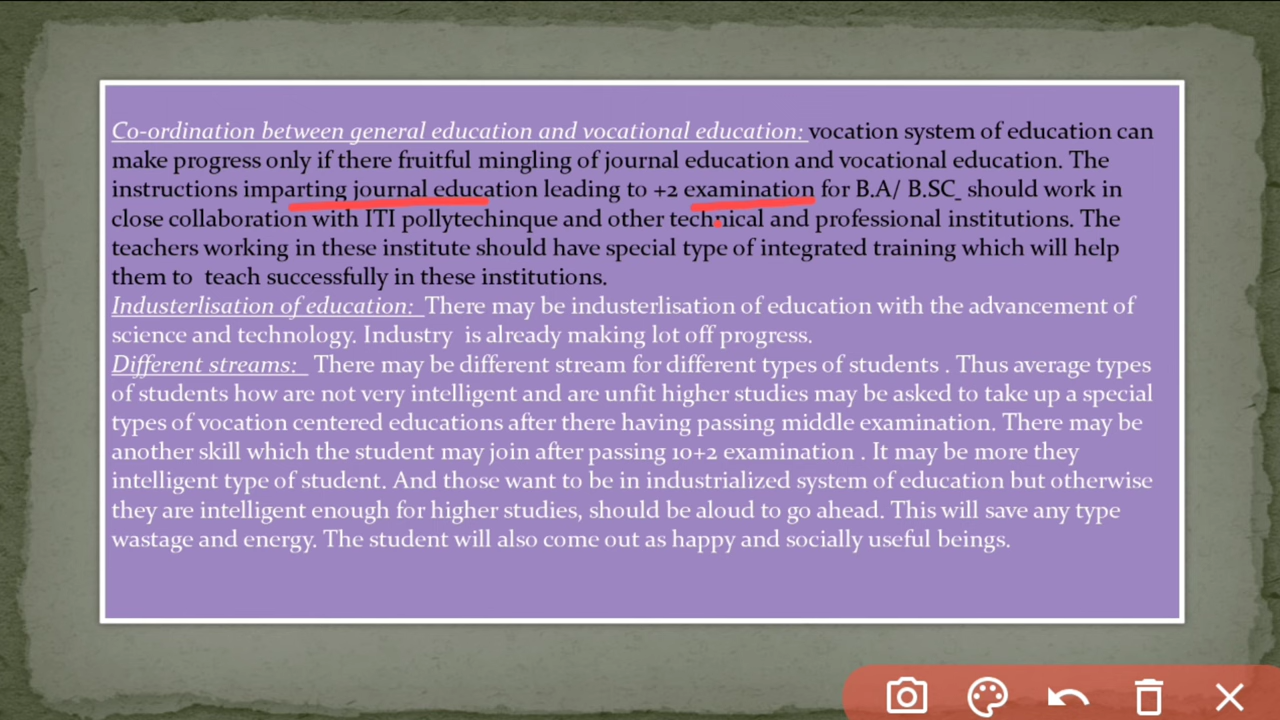 Co-ordination between general education and vocational education: vocation system of education can
make progress only if there fruitful mingling of journal education and vocational education. The
instructions imparting journal education leading to +2 examination for B.A/ B.SC_ should work in
close collaboration with ITI pollytechinque and other technical and professional institutions. The
teachers working in these institute should have special type of integrated training which will help
them to  teach successfully in these institutions.
Industerlisation of education:  There may be industerlisation of education with the advancement of
science and technology. Industry  is already making lot off progress.
Different streams:  There may be different stream for different types of students . Thus average types
of students how are not very intelligent and are unfit higher studies may be asked to take up a special
types of vocation centered educations after there having passing middle examination. There may be
another skill which the student may join after passing 10+2 examination . It may be more they
intelligent type of student. And those want to be in industrialized system of education but otherwise
they are intelligent enough for higher studies, should be aloud to go ahead. This will save any type
wastage and energy. The student will also come out as happy and socially useful beings.